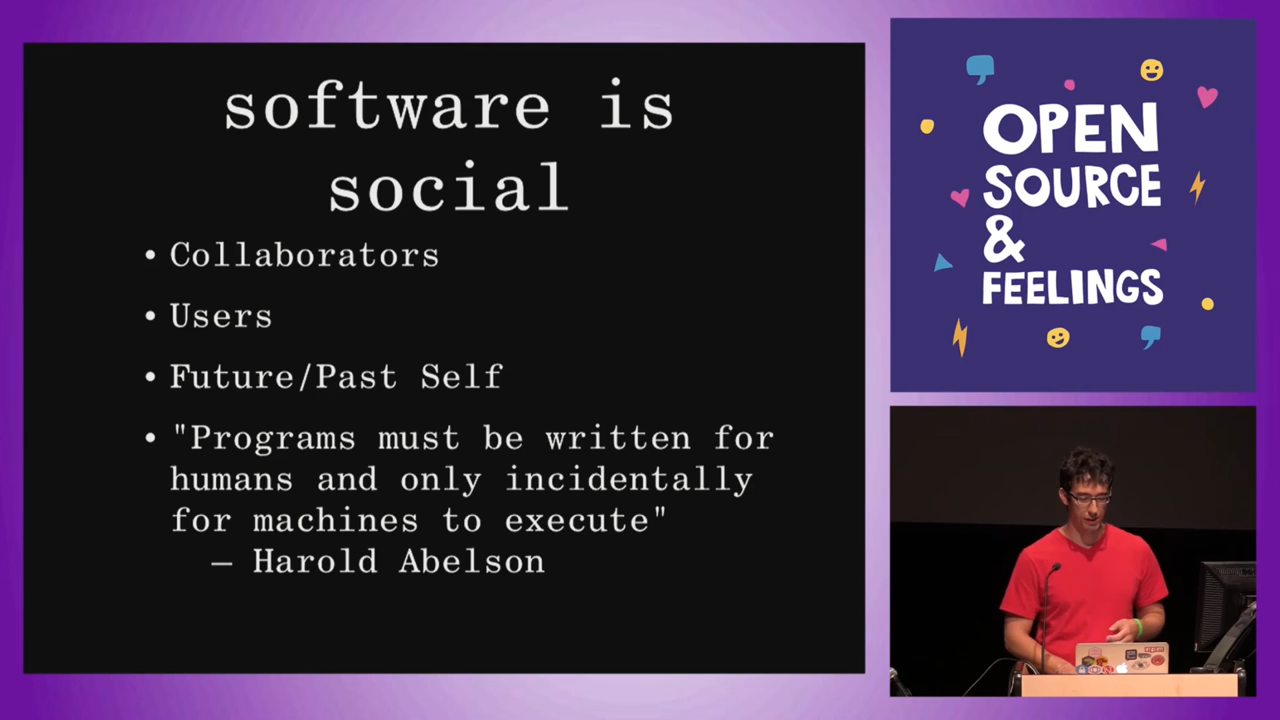 software is
social
• Collaborators
• Users
• Future/Past Self
• "Programs must be written for
humans and only incidentally
for machines to execute"
— Harold Abelson
OPEN
SOURCE
&
FEELINGS